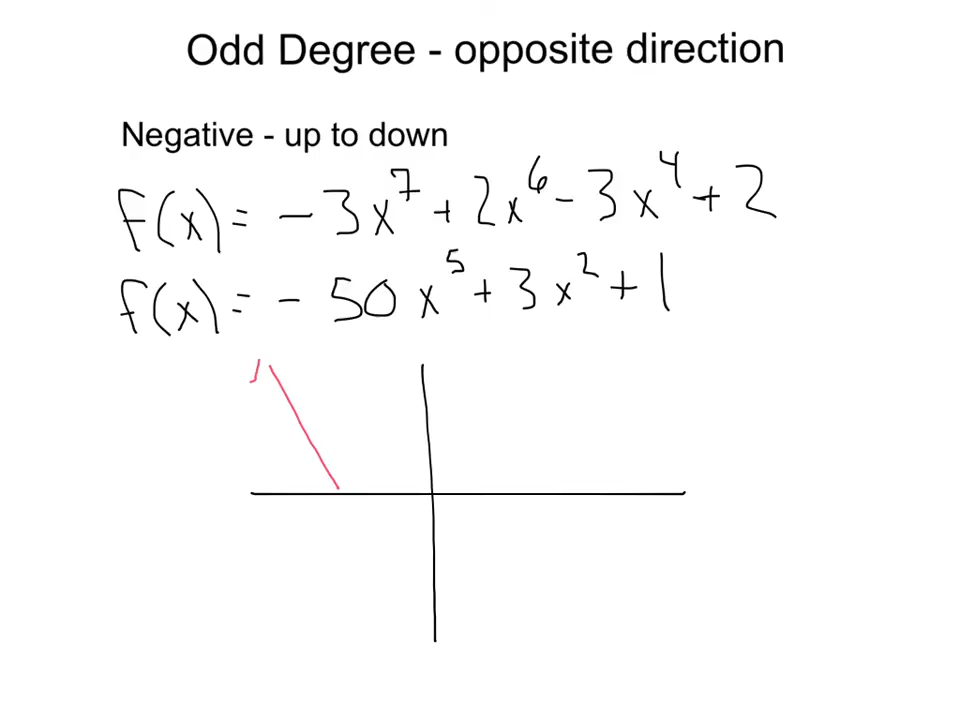 Odd Degree - opposite direction
Negative - up to down
f(x) = - 3x⁷ + 2x⁶ - 3x⁴ + 2
f(x) = - 50x⁵ + 3x² + 1